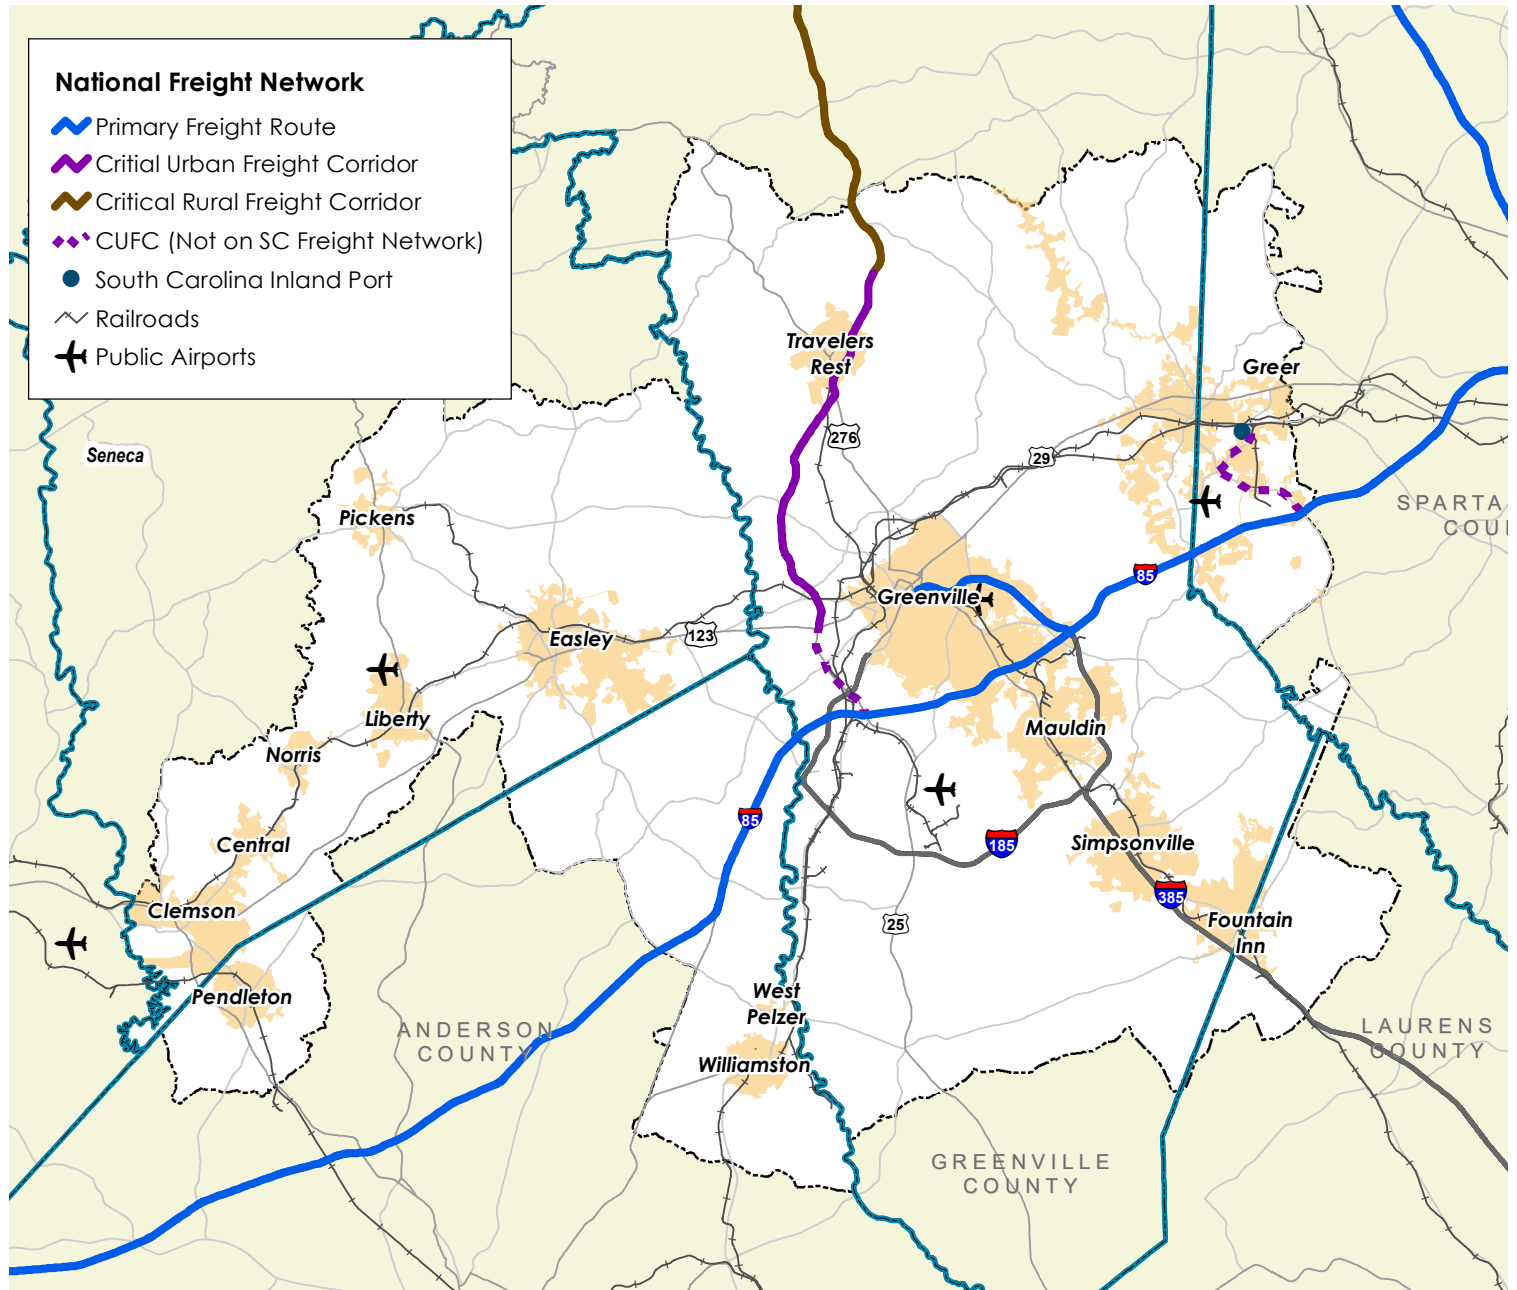 National Freight Network
Primary Freight Route
Critial Urban Freight Corridor
Critical Rural Freight Corridor
CUFC (Not on SC Freight Network)
South Carolina Inland Port
Railroads
Public Airports
Travelers
Rest
Greer
276
29
Seneca
Pickens
SPARTA
COU
85
Greenville
Easley
123
Liberty
Mauldin
Norris
85
185
Simpsonville
Central
385
Clemson
Fountain
Inn
25
Pendleton
West
Pelzer
ANDERSON
COUNTY
LAURENS
COUNTY
Williamston
GREENVILLE
COUNTY